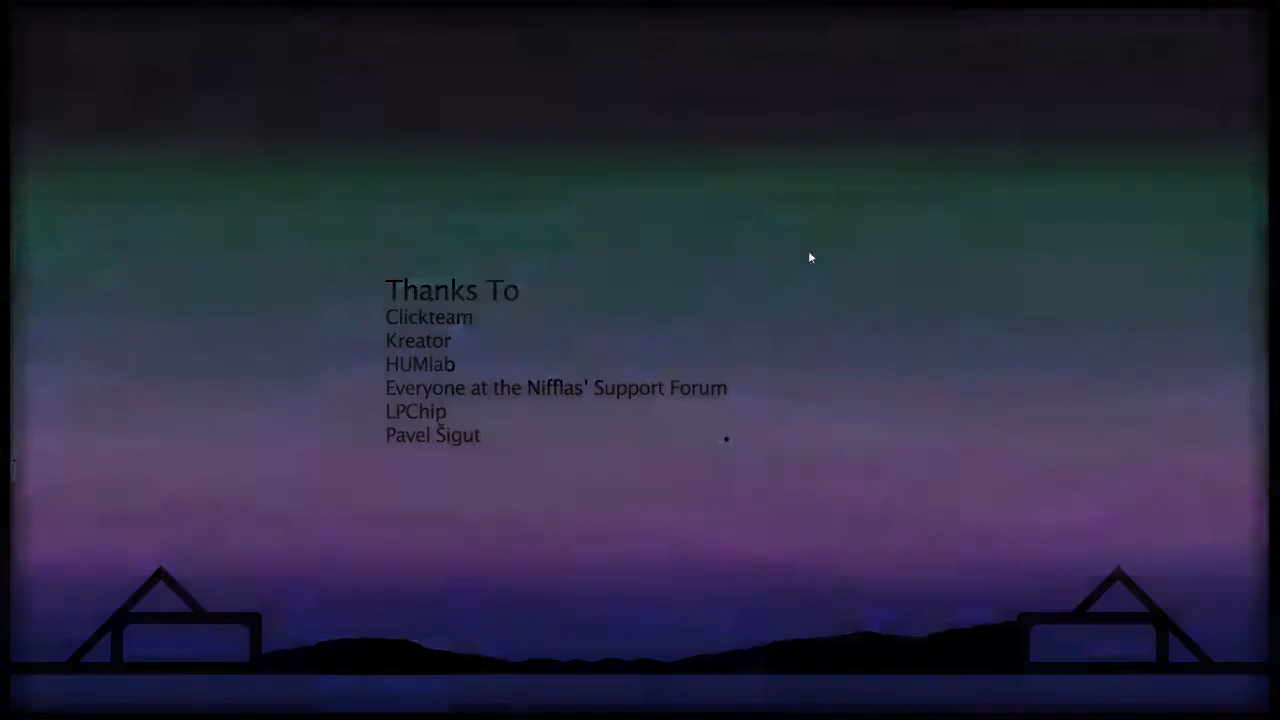 Thanks To
Clickteam
Kreator
HUMlab
Everyone at the Nifflas' Support Forum
LPChip
Pavel Šigut